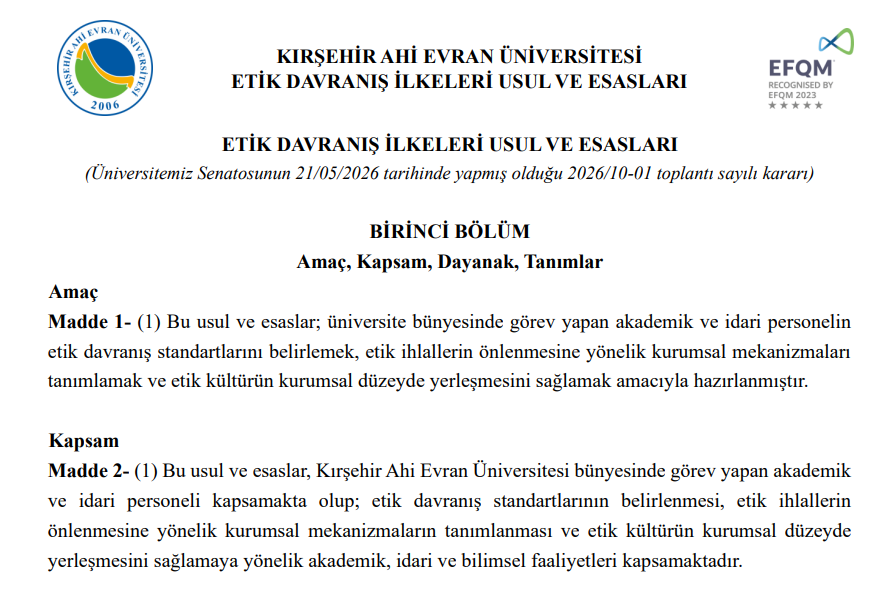 KIRŞEHİR AHİ EVRAN ÜNİVERSİTESİ
2006
KIRŞEHİR AHİ EVRAN ÜNİVERSİTESİ
ETİK DAVRANIŞ İLKELERİ USUL VE ESASLARI
EFQM
RECOGNISED BY
EFQM 2023
★★★★★
ETİK DAVRANIŞ İLKELERİ USUL VE ESASLARI
(Üniversitemiz Senatosunun 21/05/2026 tarihinde yapmış olduğu 2026/10-01 toplantı sayılı kararı)
BİRİNCİ BÖLÜM
Amaç, Kapsam, Dayanak, Tanımlar
Amaç
Madde 1- (1) Bu usul ve esaslar; üniversite bünyesinde görev yapan akademik ve idari personelin
etik davranış standartlarını belirlemek, etik ihlallerin önlenmesine yönelik kurumsal mekanizmaları
tanımlamak ve etik kültürün kurumsal düzeyde yerleşmesini sağlamak amacıyla hazırlanmıştır.
Kapsam
Madde 2- (1) Bu usul ve esaslar, Kırşehir Ahi Evran Üniversitesi bünyesinde görev yapan akademik
ve idari personeli kapsamakta olup; etik davranış standartlarının belirlenmesi, etik ihlallerin
önlenmesine yönelik kurumsal mekanizmaların tanımlanması ve etik kültürün kurumsal düzeyde
yerleşmesini sağlamaya yönelik akademik, idari ve bilimsel faaliyetleri kapsamaktadır.